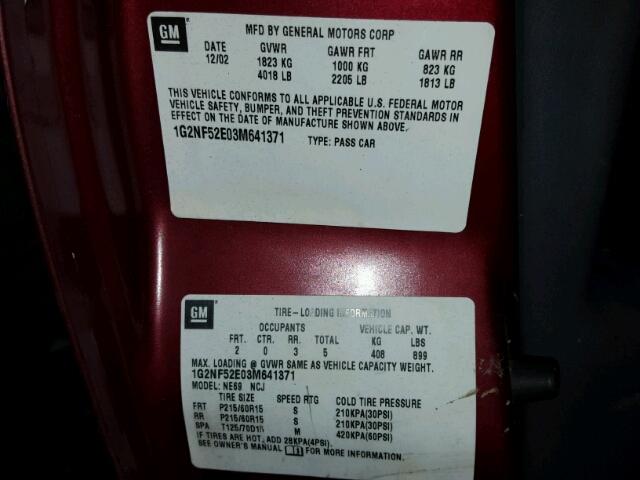 GM
MFD BY GENERAL MOTORS CORP
DATE GVWR GAWR FRT GAWR RR
12/02 1823 KG 1000 KG 823 KG
4018 LB 2205 LB 1813 LB
THIS VEHICLE CONFORMS TO ALL APPLICABLE U.S. FEDERAL MOTOR
VEHICLE SAFETY, BUMPER, AND THEFT PREVENTION STANDARDS IN
EFFECT ON THE DATE OF MANUFACTURE SHOWN ABOVE.
1G2NF52E03M641371 TYPE: PASS CAR
GM
TIRE-LOADING INFORMATION
OCCUPANTS VEHICLE CAP. WT.
FRT. CTR. RR. TOTAL KG LBS
2 0 3 5 408 899
MAX. LOADING @ GVWR SAME AS VEHICLE CAPACITY WEIGHT.
1G2NF52E03M641371
MODEL: NE69 NCJ
TIRE SIZE SPEED RTG COLD TIRE PRESSURE
FRT P215/60R15 S 210KPA(30PSI)
RR P215/60R15 S 210KPA(30PSI)
SPA T125/70D15 M 420KPA(60PSI)
IF TIRES ARE HOT, ADD 28KPA(4PSI).
SEE OWNER'S MANUAL FOR MORE INFORMATION.